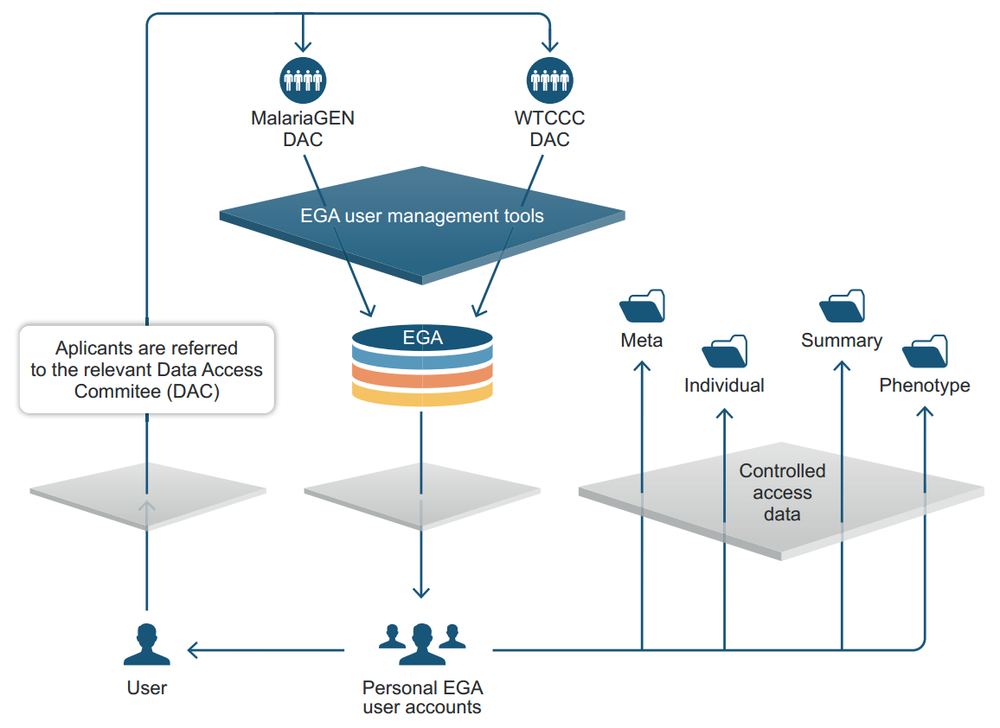 MalariaGEN
DAC
WTCCC
DAC
EGA user management tools
EGA
Aplicants are referred
to the relevant Data Access
Commitee (DAC)
Meta
Individual
Summary
Phenotype
Controlled
access
data
User
Personal EGA
user accounts